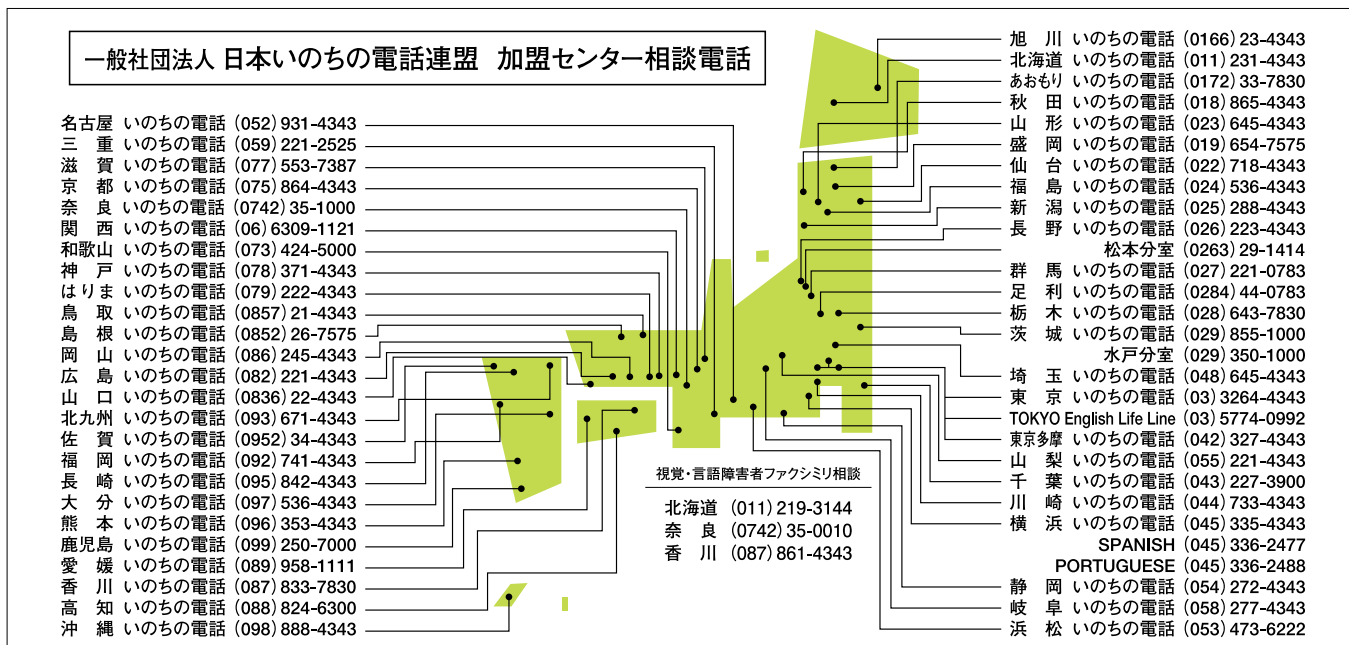 一般社団法人 日本いのちの電話連盟 加盟センター相談電話
名古屋 いのちの電話 (052) 931-4343
三 重 いのちの電話 (059) 221-2525
滋 賀 いのちの電話 (077) 553-7387
京 都 いのちの電話 (075) 864-4343
奈 良 いのちの電話 (0742) 35-1000
関 西 いのちの電話 (06) 6309-1121
和歌山 いのちの電話 (073) 424-5000
神 戸 いのちの電話 (078) 371-4343
はりま いのちの電話 (079) 222-4343
鳥 取 いのちの電話 (0857) 21-4343
島 根 いのちの電話 (0852) 26-7575
岡 山 いのちの電話 (086) 245-4343
広 島 いのちの電話 (082) 221-4343
山 口 いのちの電話 (0836) 22-4343
北九州 いのちの電話 (093) 671-4343
佐 賀 いのちの電話 (0952) 34-4343
福 岡 いのちの電話 (092) 741-4343
長 崎 いのちの電話 (095) 842-4343
大 分 いのちの電話 (097) 536-4343
熊 本 いのちの電話 (096) 353-4343
鹿児島 いのちの電話 (099) 250-7000
愛 媛 いのちの電話 (089) 958-1111
香 川 いのちの電話 (087) 833-7830
高 知 いのちの電話 (088) 824-6300
沖 縄 いのちの電話 (098) 888-4343
視覚・言語障害者ファクシミリ相談
北海道 (011) 219-3144
奈 良 (0742) 35-0010
香 川 (087) 861-4343
旭 川 いのちの電話 (0166) 23-4343
北海道 いのちの電話 (011) 231-4343
あおもり いのちの電話 (0172) 33-7830
秋 田 いのちの電話 (018) 865-4343
山 形 いのちの電話 (023) 645-4343
盛 岡 いのちの電話 (019) 654-7575
仙 台 いのちの電話 (022) 718-4343
福 島 いのちの電話 (024) 536-4343
新 潟 いのちの電話 (025) 288-4343
長 野 いのちの電話 (026) 223-4343
松本分室 (0263) 29-1414
群 馬 いのちの電話 (027) 221-0783
足 利 いのちの電話 (0284) 44-0783
栃 木 いのちの電話 (028) 643-7830
茨 城 いのちの電話 (029) 855-1000
水戸分室 (029) 350-1000
埼 玉 いのちの電話 (048) 645-4343
東 京 いのちの電話 (03) 3264-4343
TOKYO English Life Line (03) 5774-0992
東京多摩 いのちの電話 (042) 327-4343
山 梨 いのちの電話 (055) 221-4343
千 葉 いのちの電話 (043) 227-3900
川 崎 いのちの電話 (044) 733-4343
横 浜 いのちの電話 (045) 335-4343
SPANISH (045) 336-2477
PORTUGUESE (045) 336-2488
静 岡 いのちの電話 (054) 272-4343
岐 阜 いのちの電話 (058) 277-4343
浜 松 いのちの電話 (053) 473-6222